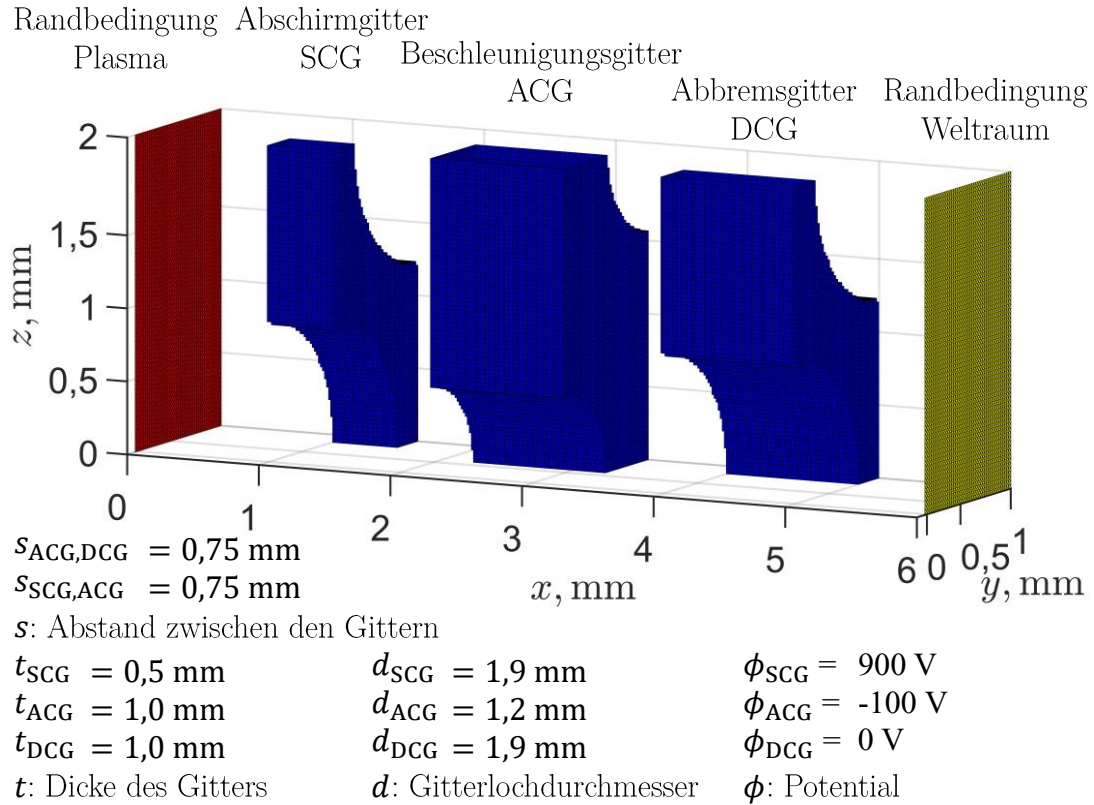 Randbedingung Plasma
Abschirmgitter SCG
Beschleunigungsgitter ACG
Abbremsgitter DCG
Randbedingung Weltraum
2
1,5
1
0,5
0
z, mm
0 1 2 3 4 5 6
x, mm
0 0,5 1
y, mm
s_ACG,DCG = 0,75 mm
s_SCG,ACG = 0,75 mm
s: Abstand zwischen den Gittern
t_SCG = 0,5 mm d_SCG = 1,9 mm ϕ_SCG = 900 V
t_ACG = 1,0 mm d_ACG = 1,2 mm ϕ_ACG = -100 V
t_DCG = 1,0 mm d_DCG = 1,9 mm ϕ_DCG = 0 V
t: Dicke des Gitters d: Gitterlochdurchmesser ϕ: Potential